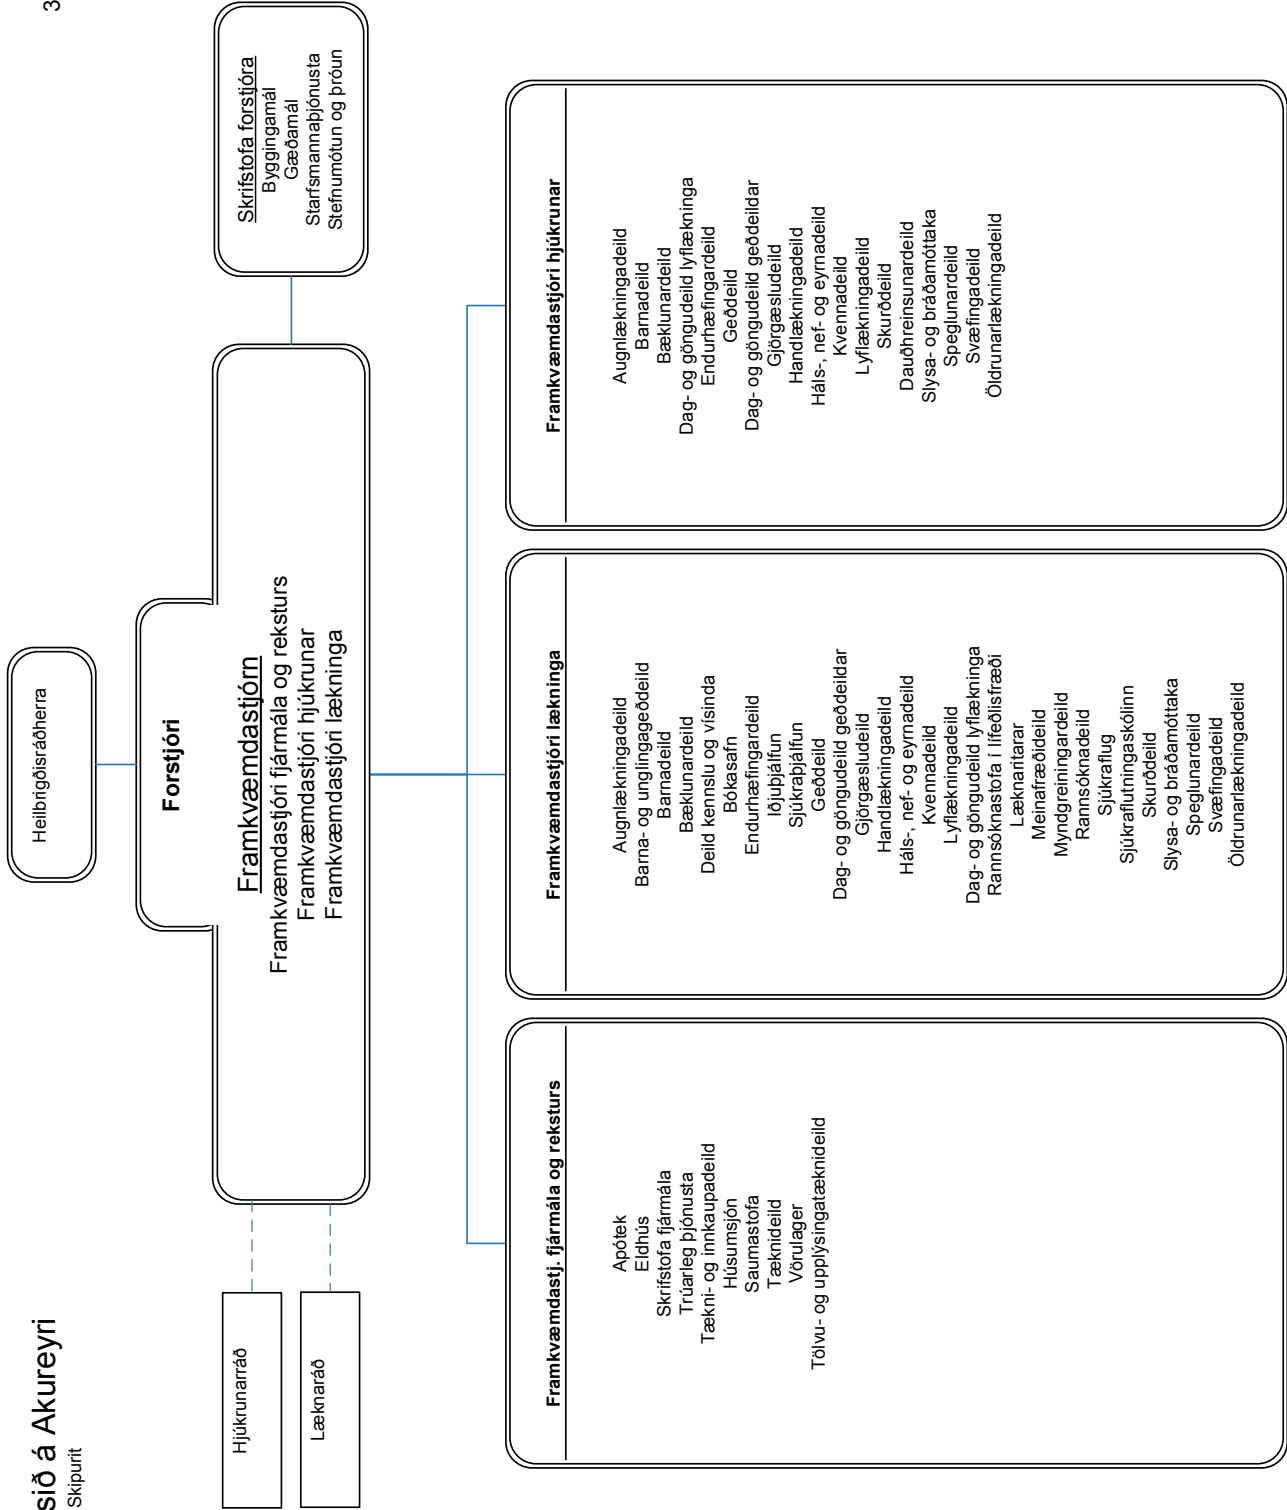 sið á Akureyri
Skipurit
3
Heilbrigðisráðherra
Forstjóri
Framkvæmdastjórn
Framkvæmdastjóri fjármála og reksturs
Framkvæmdastjóri hjúkrunar
Framkvæmdastjóri lækninga
Hjúkrunarráð
Læknaráð
Skrifstofa forstjóra
Byggingamál
Gæðamál
Starfsmannaþjónusta
Stefnumótun og þróun
Framkvæmdastj. fjármála og reksturs
Apótek
Eldhús
Skrifstofa fjármála
Trúarleg þjónusta
Tækni- og innkaupadeild
Húsumsjón
Saumastofa
Tæknideild
Vörulager
Tölvu- og upplýsingatæknideild
Framkvæmdastjóri lækninga
Augnlækningadeild
Barna- og unglingageðdeild
Barnadeild
Bæklunardeild
Deild kennslu og vísinda
Bókasafn
Endurhæfingardeild
Iðjuþjálfun
Sjúkraþjálfun
Geðdeild
Dag- og göngudeild geðdeildar
Gjörgæsludeild
Handlækningadeild
Háls-, nef- og eyrnadeild
Kvennadeild
Lyflækningadeild
Dag- og göngudeild lyflækninga
Rannsóknastofa í lífeðlisfræði
Læknaritarar
Meinafræðideild
Myndgreiningardeild
Rannsóknadeild
Sjúkraflug
Sjúkraflutningaskólinn
Skurðdeild
Slysa- og bráðamóttaka
Speglunardeild
Svæfingadeild
Öldrunarlækningadeild
Framkvæmdastjóri hjúkrunar
Augnlækningadeild
Barnadeild
Bæklunardeild
Dag- og göngudeild lyflækninga
Endurhæfingardeild
Geðdeild
Dag- og göngudeild geðdeildar
Gjörgæsludeild
Handlækningadeild
Háls-, nef- og eyrnadeild
Kvennadeild
Lyflækningadeild
Skurðdeild
Dauðhreinsunardeild
Slysa- og bráðamóttaka
Speglunardeild
Svæfingadeild
Öldrunarlækningadeild